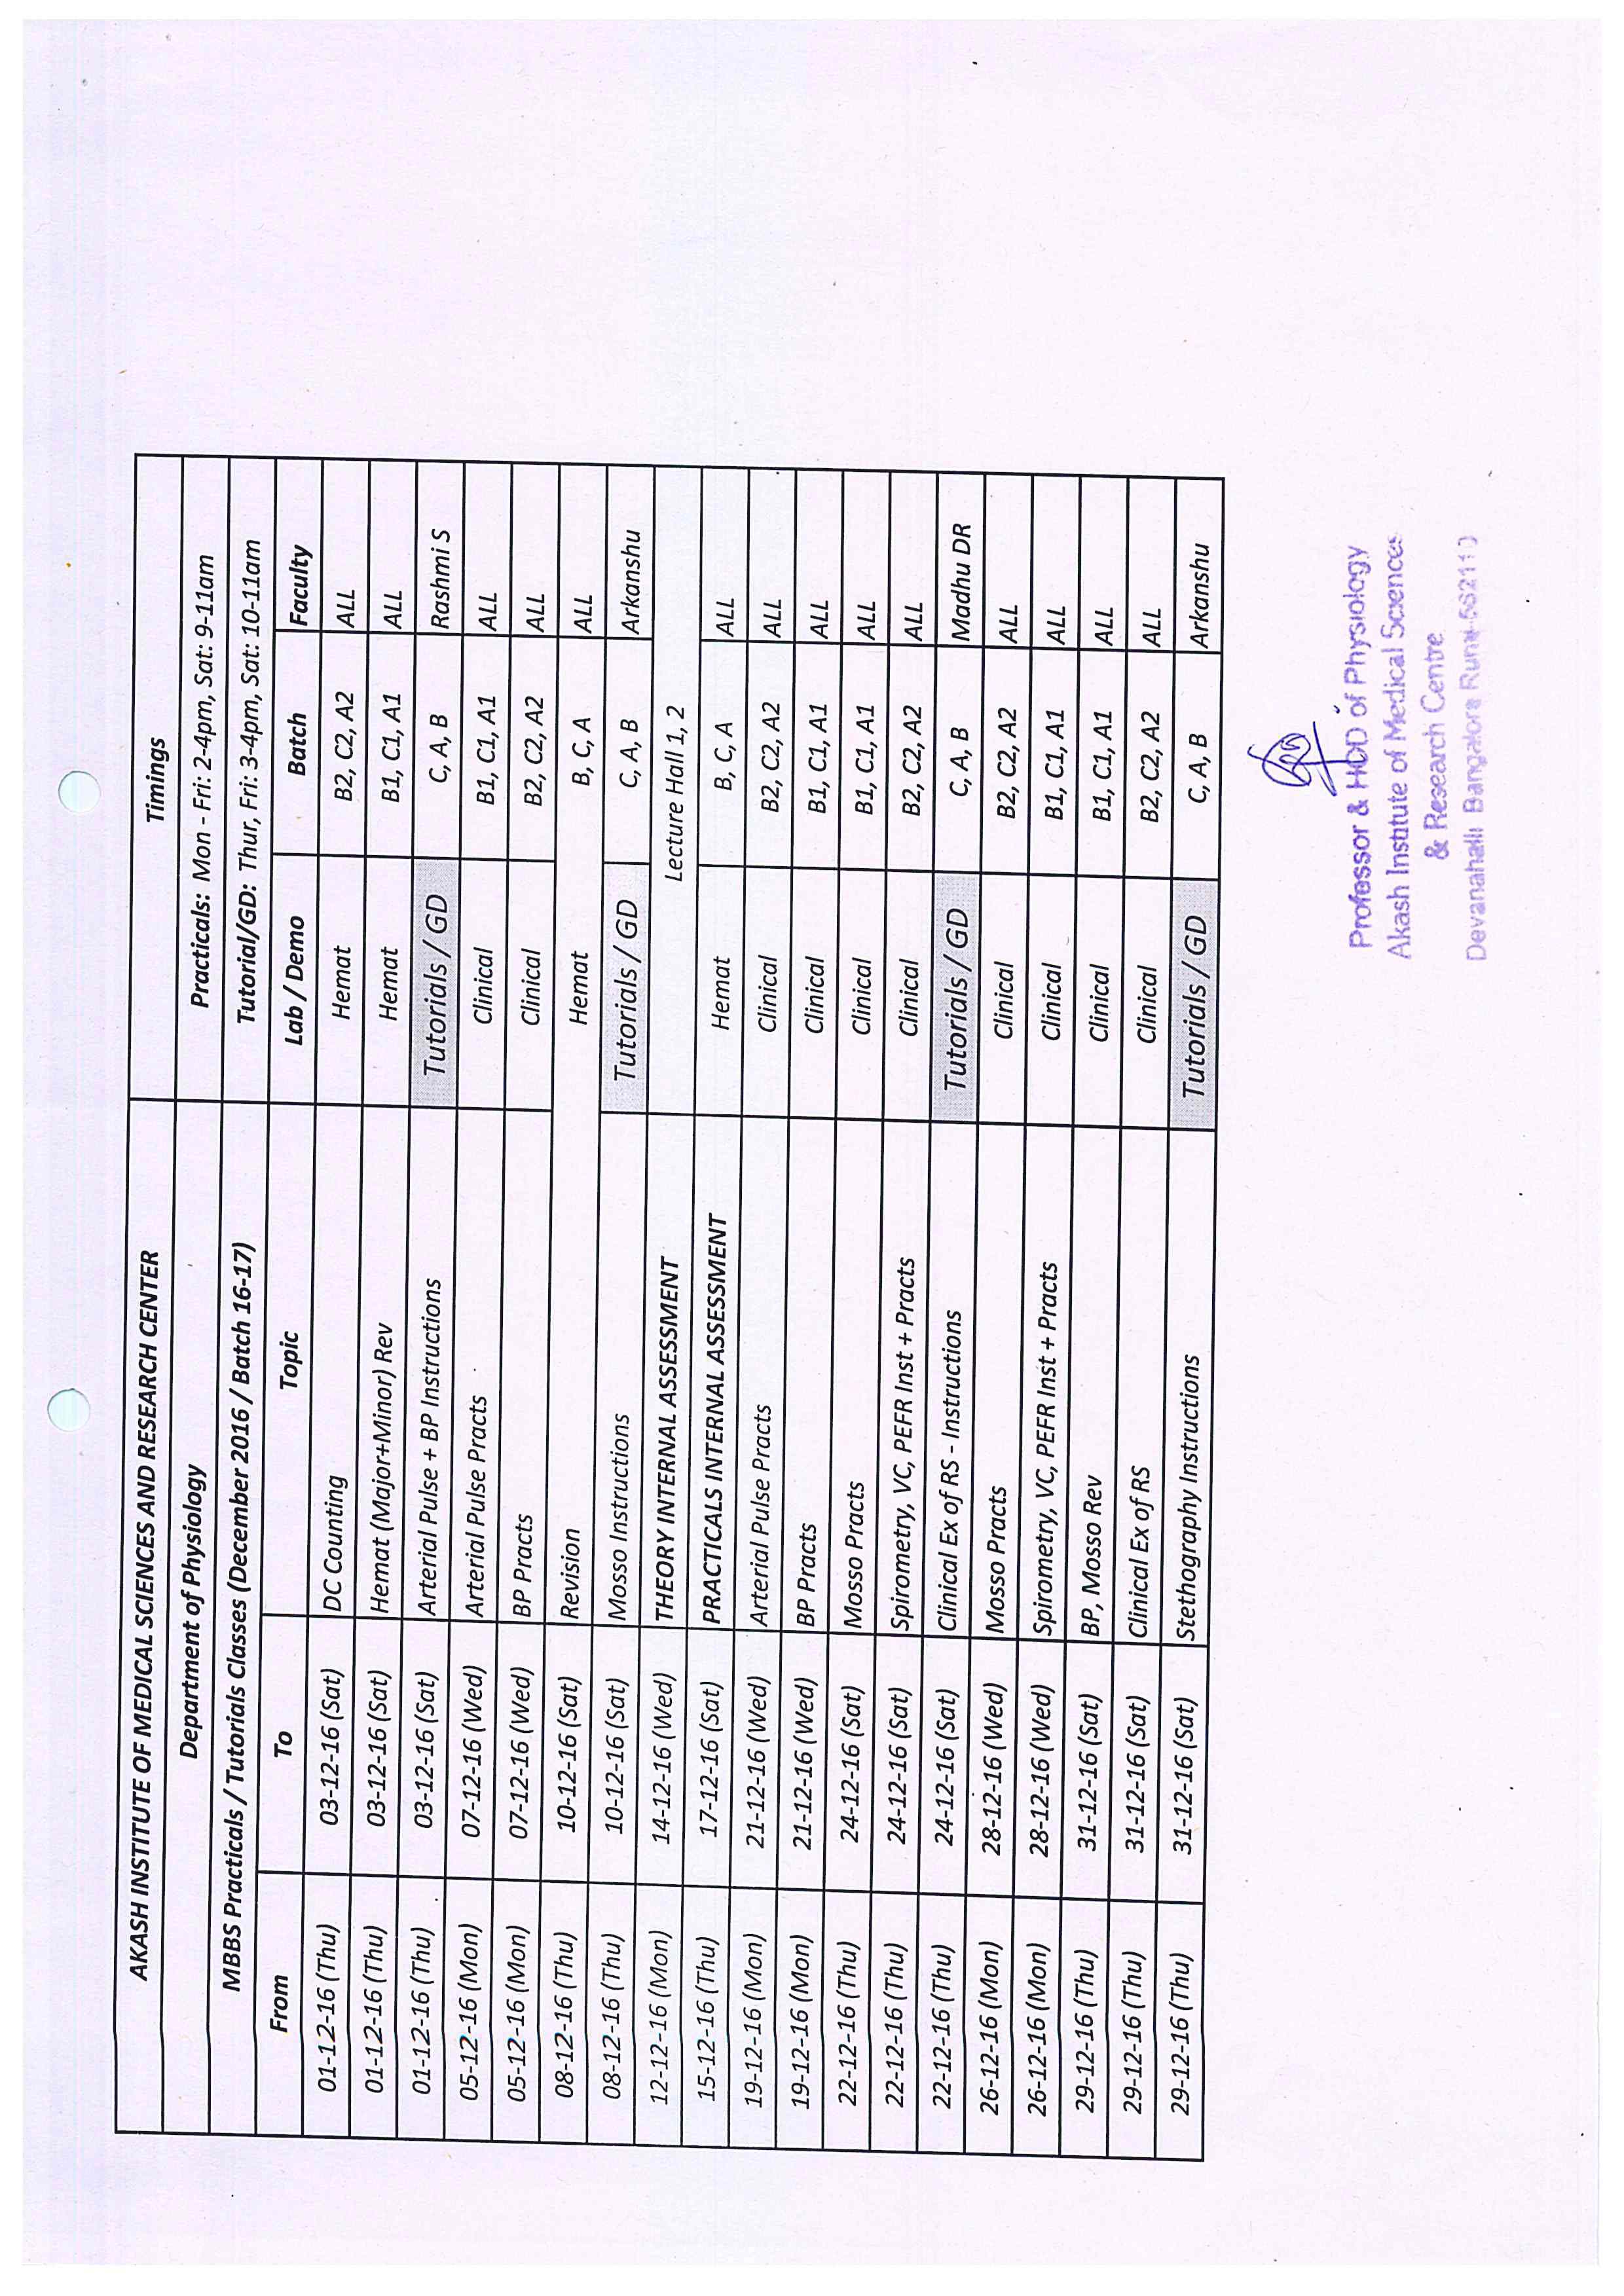 AKASH INSTITUTE OF MEDICAL SCIENCES AND RESEARCH CENTER Timings
Department of Physiology Practicals: Mon - Fri: 2-4pm, Sat: 9-11am
MBBS Practicals / Tutorials Classes (December 2016 / Batch 16-17) Tutorial/GD: Thur, Fri: 3-4pm, Sat: 10-11am
From To Topic Lab / Demo Batch Faculty
01-12-16 (Thu) 03-12-16 (Sat) DC Counting Hemat B2, C2, A2 ALL
01-12-16 (Thu) 03-12-16 (Sat) Hemat (Major+Minor) Rev Hemat B1, C1, A1 ALL
01-12-16 (Thu) 03-12-16 (Sat) Arterial Pulse + BP Instructions Tutorials / GD C, A, B Rashmi S
05-12-16 (Mon) 07-12-16 (Wed) Arterial Pulse Practs Clinical B1, C1, A1 ALL
05-12-16 (Mon) 07-12-16 (Wed) BP Practs Clinical B2, C2, A2 ALL
08-12-16 (Thu) 10-12-16 (Sat) Revision Hemat B, C, A ALL
08-12-16 (Thu) 10-12-16 (Sat) Mosso Instructions Tutorials / GD C, A, B Arkanshu
12-12-16 (Mon) 14-12-16 (Wed) THEORY INTERNAL ASSESSMENT Lecture Hall 1, 2
15-12-16 (Thu) 17-12-16 (Sat) PRACTICALS INTERNAL ASSESSMENT Hemat B, C, A ALL
19-12-16 (Mon) 21-12-16 (Wed) Arterial Pulse Practs Clinical B2, C2, A2 ALL
19-12-16 (Mon) 21-12-16 (Wed) BP Practs Clinical B1, C1, A1 ALL
22-12-16 (Thu) 24-12-16 (Sat) Mosso Practs Clinical B1, C1, A1 ALL
22-12-16 (Thu) 24-12-16 (Sat) Spirometry, VC, PEFR Inst + Practs Clinical B2, C2, A2 ALL
22-12-16 (Thu) 24-12-16 (Sat) Clinical Ex of RS - Instructions Tutorials / GD C, A, B Madhu DR
26-12-16 (Mon) 28-12-16 (Wed) Mosso Practs Clinical B2, C2, A2 ALL
26-12-16 (Mon) 28-12-16 (Wed) Spirometry, VC, PEFR Inst + Practs Clinical B1, C1, A1 ALL
29-12-16 (Thu) 31-12-16 (Sat) BP, Mosso Rev Clinical B1, C1, A1 ALL
29-12-16 (Thu) 31-12-16 (Sat) Clinical Ex of RS Clinical B2, C2, A2 ALL
29-12-16 (Thu) 31-12-16 (Sat) Stethography Instructions Tutorials / GD C, A, B Arkanshu
Professor & HOD of Physiology
Akash Institute of Medical Sciences
& Research Centre
Devanahalli Bangalore